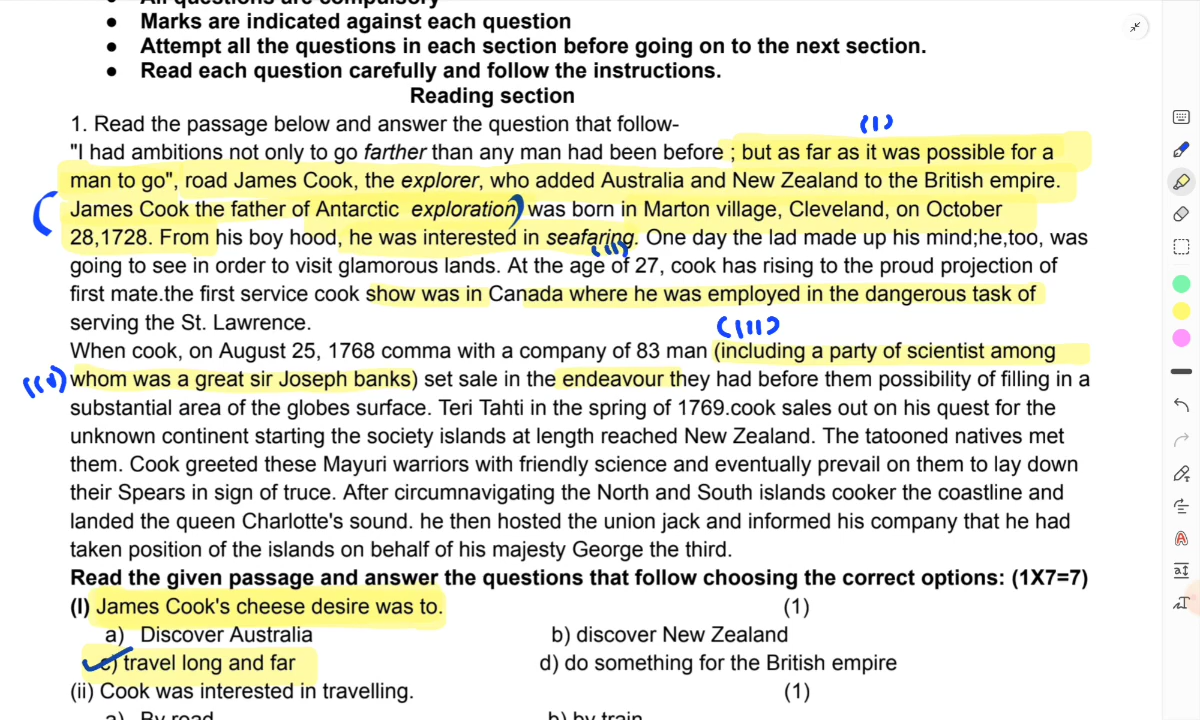 All questions are compulsory
● Marks are indicated against each question
● Attempt all the questions in each section before going on to the next section.
● Read each question carefully and follow the instructions.
Reading section
1. Read the passage below and answer the question that follow-
(I)
"I had ambitions not only to go farther than any man had been before ; but as far as it was possible for a
man to go", road James Cook, the explorer, who added Australia and New Zealand to the British empire.
James Cook the father of Antarctic exploration) was born in Marton village, Cleveland, on October
28,1728. From his boy hood, he was interested in seafaring. One day the lad made up his mind;he,too, was
(II)
going to see in order to visit glamorous lands. At the age of 27, cook has rising to the proud projection of
first mate.the first service cook show was in Canada where he was employed in the dangerous task of
serving the St. Lawrence.
(III)
When cook, on August 25, 1768 comma with a company of 83 man (including a party of scientist among
whom was a great sir Joseph banks) set sale in the endeavour they had before them possibility of filling in a
substantial area of the globes surface. Teri Tahti in the spring of 1769.cook sales out on his quest for the
unknown continent starting the society islands at length reached New Zealand. The tatooned natives met
them. Cook greeted these Mayuri warriors with friendly science and eventually prevail on them to lay down
their Spears in sign of truce. After circumnavigating the North and South islands cooker the coastline and
landed the queen Charlotte's sound. he then hosted the union jack and informed his company that he had
taken position of the islands on behalf of his majesty George the third.
Read the given passage and answer the questions that follow choosing the correct options: (1X7=7)
(I) James Cook's cheese desire was to. (1)
a) Discover Australia b) discover New Zealand
c) travel long and far d) do something for the British empire
(ii) Cook was interested in travelling. (1)
a) By road b) by train